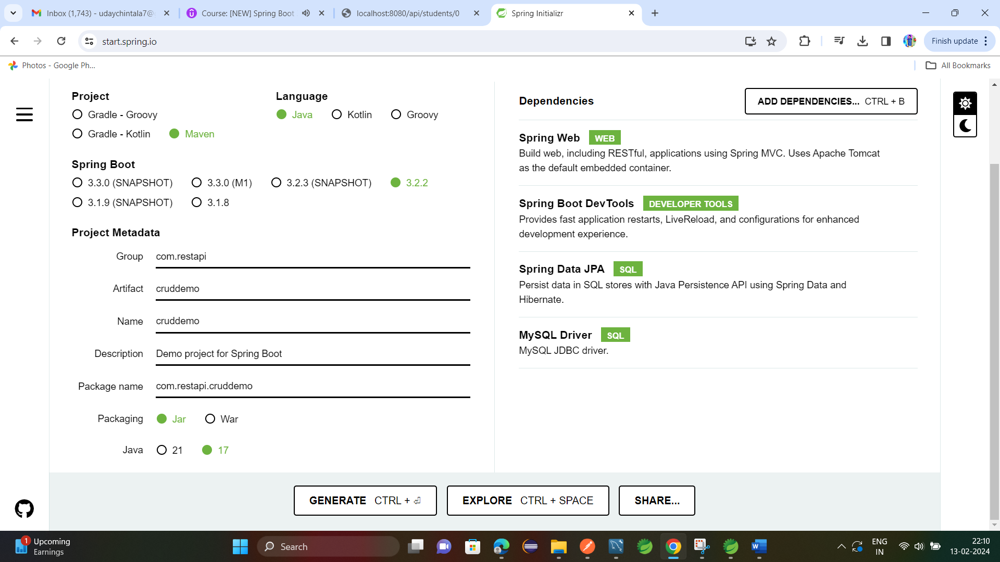 Inbox (1,743) - udaychintala7@
Course: [NEW] Spring Boot
localhost:8080/api/students/0
Spring Initializr
start.spring.io
Finish update
Photos - Google Ph...
All Bookmarks
Project
Gradle - Groovy
Gradle - Kotlin
Maven
Language
Java
Kotlin
Groovy
Spring Boot
3.3.0 (SNAPSHOT)
3.3.0 (M1)
3.2.3 (SNAPSHOT)
3.2.2
3.1.9 (SNAPSHOT)
3.1.8
Project Metadata
Group
com.restapi
Artifact
cruddemo
Name
cruddemo
Description
Demo project for Spring Boot
Package name
com.restapi.cruddemo
Packaging
Jar
War
Java
21
17
Dependencies
ADD DEPENDENCIES... CTRL + B
Spring Web WEB
Build web, including RESTful, applications using Spring MVC. Uses Apache Tomcat
as the default embedded container.
Spring Boot DevTools DEVELOPER TOOLS
Provides fast application restarts, LiveReload, and configurations for enhanced
development experience.
Spring Data JPA SQL
Persist data in SQL stores with Java Persistence API using Spring Data and
Hibernate.
MySQL Driver SQL
MySQL JDBC driver.
GENERATE CTRL + ⏎
EXPLORE CTRL + SPACE
SHARE...
1
Upcoming
Earnings
Search
W
ENG
IN
22:10
13-02-2024